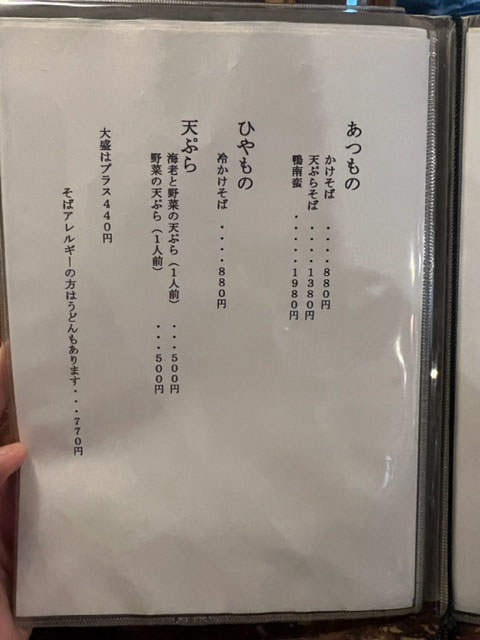 あつもの
かけそば ・・・・８８０円
天ぷらそば ・・・・１３８０円
鴨南蛮 ・・・・・１９８０円
ひやもの
冷かけそば ・・・・８８０円
天ぷら
海老と野菜の天ぷら（１人前） ・・・５００円
野菜の天ぷら（１人前） ・・・５００円
大盛はプラス４４０円
そばアレルギーの方はうどんもあります・・・７７０円